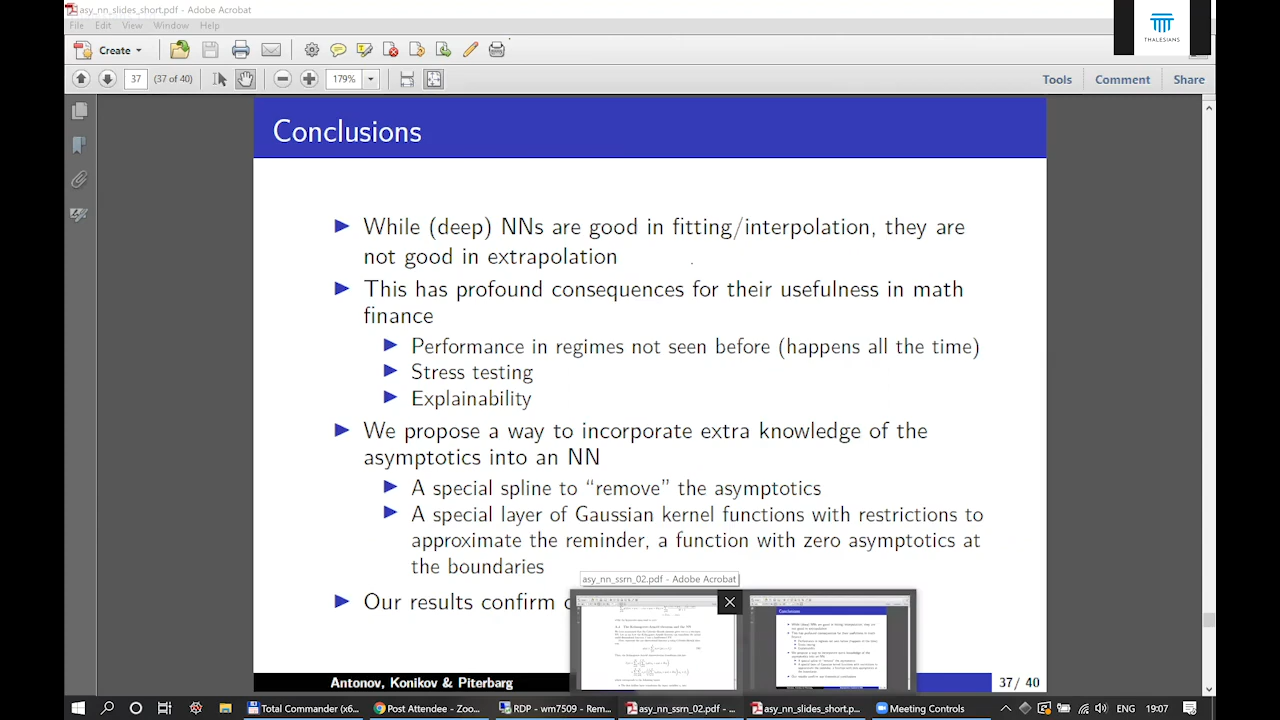 asy_nn_slides_short.pdf - Adobe Acrobat
File Edit View Window Help
Create
THALESIANS
37 (37 of 40) 179% Tools Comment Share
Conclusions
While (deep) NNs are good in fitting/interpolation, they are
not good in extrapolation
This has profound consequences for their usefulness in math
finance
Performance in regimes not seen before (happens all the time)
Stress testing
Explainability
We propose a way to incorporate extra knowledge of the
asymptotics into an NN
A special spline to “remove” the asymptotics
A special layer of Gaussian kernel functions with restrictions to
approximate the reminder, a function with zero asymptotics at
the boundaries
asy_nn_ssrn_02.pdf - Adobe Acrobat
Our results confirm
Conclusions
Antonov, Konikov & Piterbarg
37/ 40
Total Commander (x6... Post Attendee - Zoo... RDP - wm7509 - Rem... asy_nn_ssrn_02.pdf - ... asy_nn_slides_short.p... Meeting Controls ENG 19:07